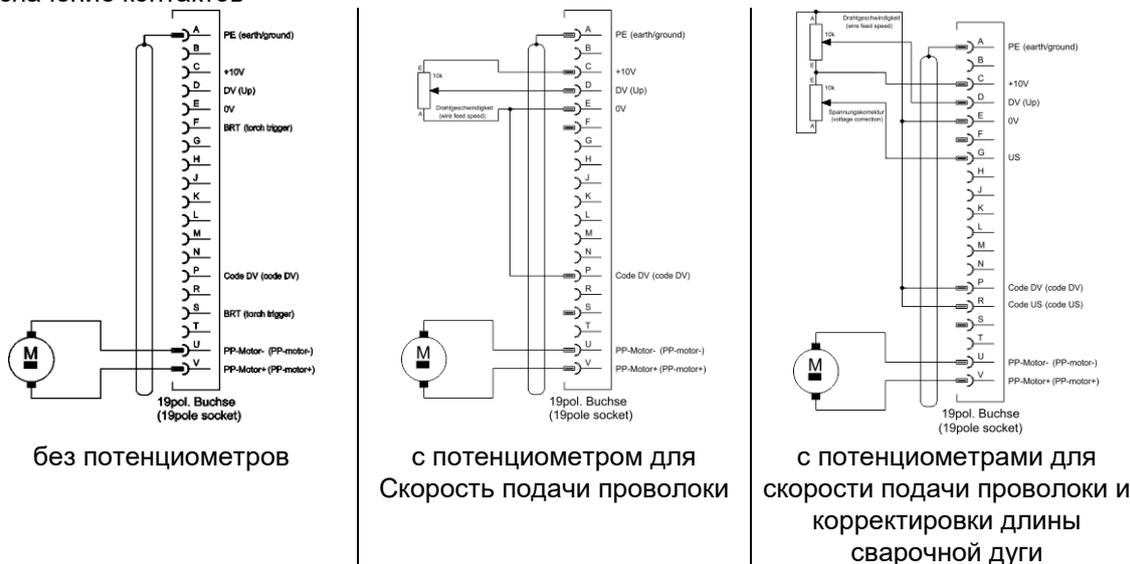 A PE (earth/ground)
B
C +10V
D DV (Up)
E 0V
F BRT (torch trigger)
G
H
J
K
L
M
N
P Code DV (code DV)
R
S BRT (torch trigger)
T
U PP-Motor- (PP-motor-)
V PP-Motor+ (PP-motor+)
M
19pol. Buchse
(19pole socket)
без потенциометров
A PE (earth/ground)
B
E
C +10V
10k
D DV (Up)
Drahtgeschwindigkeit
(wire feed speed)
E 0V
A
F
G
H
J
K
L
M
N
P Code DV (code DV)
R
S
T
U PP-Motor- (PP-motor-)
V PP-Motor+ (PP-motor+)
M
19pol. Buchse
(19pole socket)
с потенциометром для
Скорость подачи проволоки
A
Drahtgeschwindigkeit
(wire feed speed)
10k
E
E
10k
Spannungskorrektur
(voltage correction)
A
A PE (earth/ground)
B
C +10V
D DV (Up)
E 0V
F
G US
H
J
K
L
M
N
P Code DV (code DV)
R Code US (code US)
S
T
U PP-Motor- (PP-motor-)
V PP-Motor+ (PP-motor+)
M
19pol. Buchse
(19pole socket)
с потенциометрами для
скорости подачи проволоки и
корректировки длины
сварочной дуги